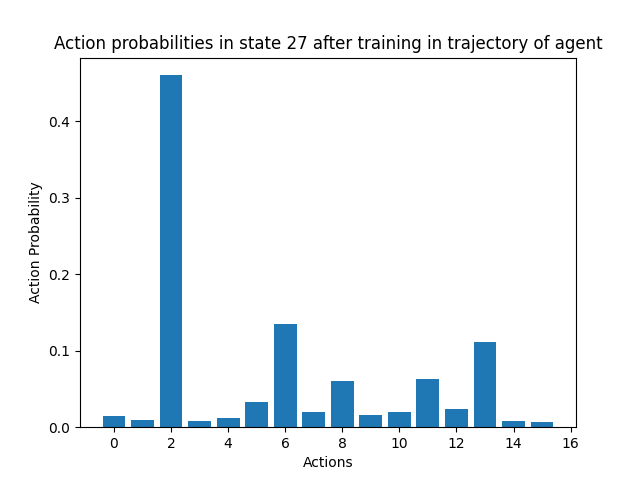 Action probabilities in state 27 after training in trajectory of agent
Action Probability
0.4
0.3
0.2
0.1
0.0
0 2 4 6 8 10 12 14 16
Actions